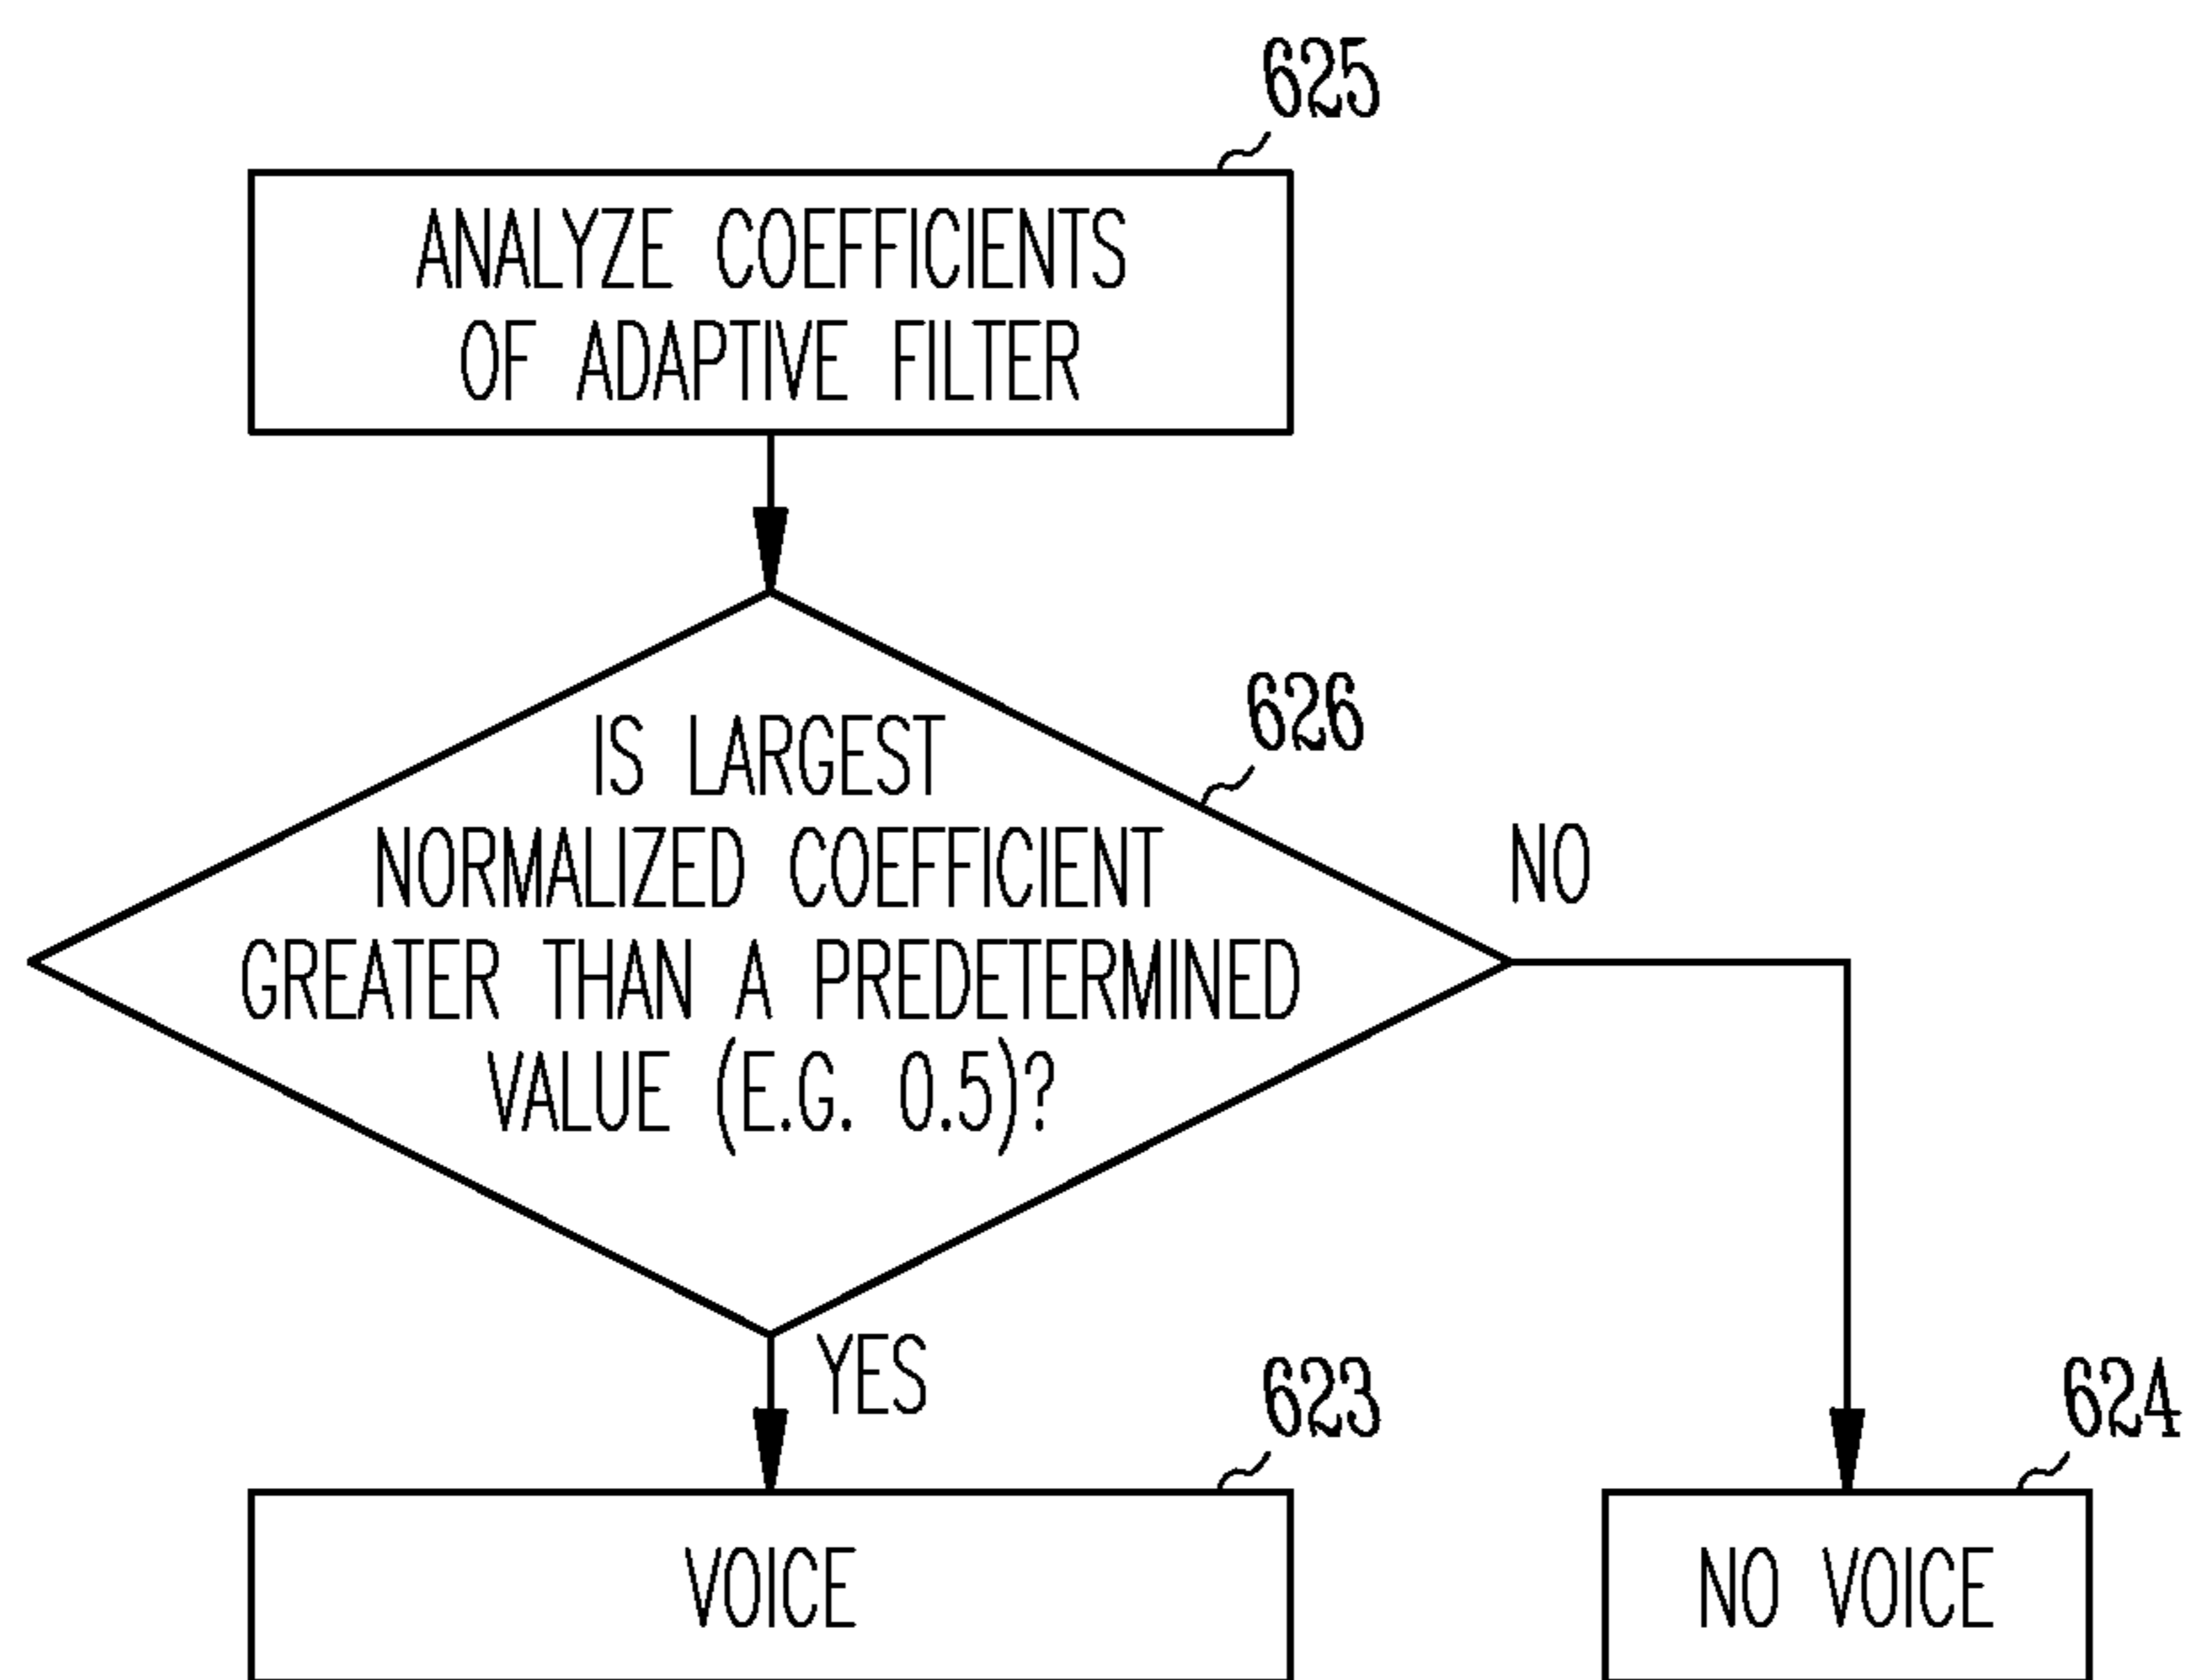 625
ANALYZE COEFFICIENTS
OF ADAPTIVE FILTER
626
IS LARGEST
NORMALIZED COEFFICIENT
GREATER THAN A PREDETERMINED
VALUE (E.G. 0.5)?
NO
YES
623
VOICE
624
NO VOICE